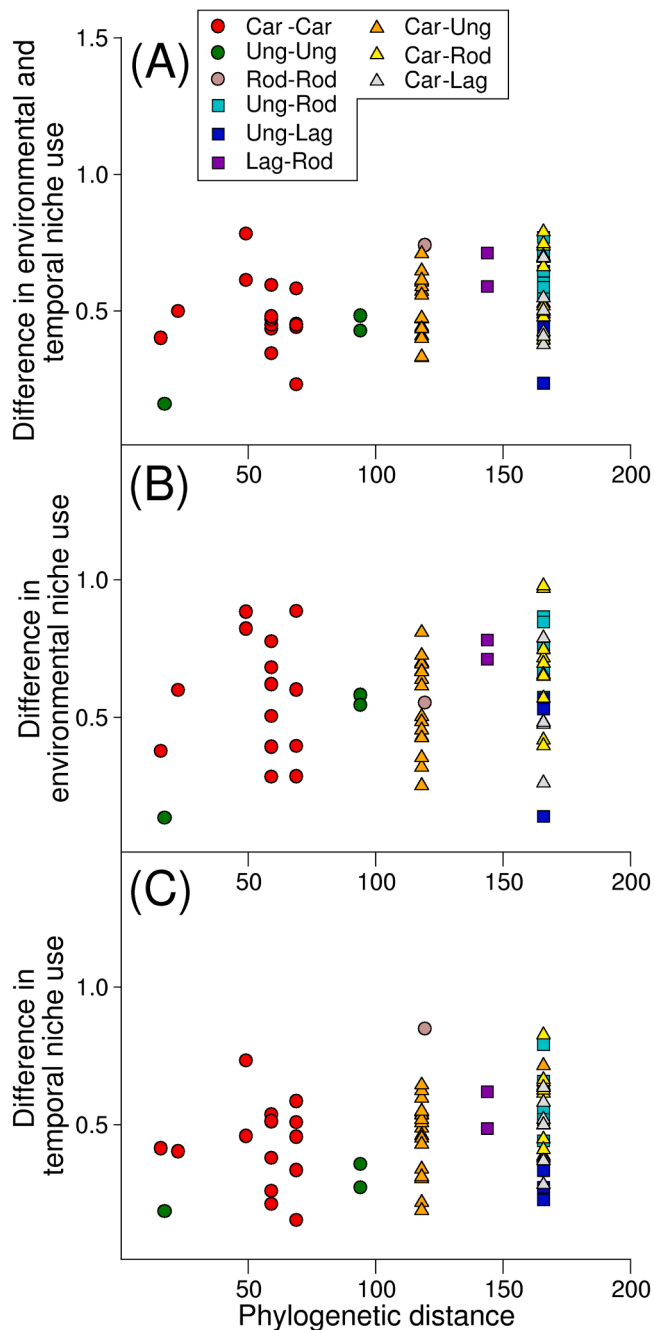 (A)
1.5
1.0
0.5
Difference in environmental and
temporal niche use
Car -Car
Ung-Ung
Rod-Rod
Ung-Rod
Ung-Lag
Lag-Rod
Car-Ung
Car-Rod
Car-Lag
50 100 150 200
(B)
1.0
0.5
Difference in
environmental niche use
50 100 150 200
(C)
1.0
0.5
Difference in
temporal niche use
50 100 150 200
Phylogenetic distance